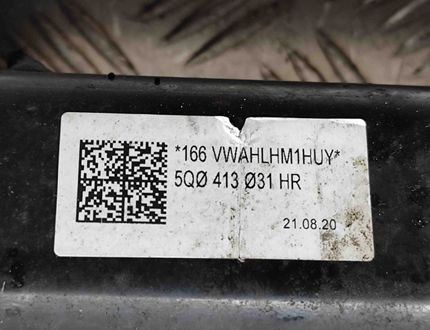 *166 VWAHLHM1HUY*
5QØ 413 Ø31 HR
21.08.20